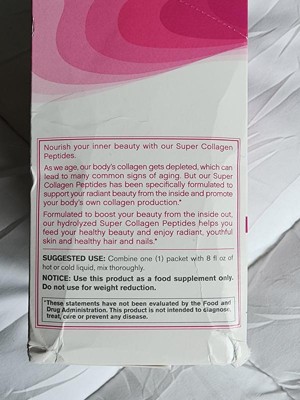 Nourish your inner beauty with our Super Collagen
Peptides.
As we age, our body's collagen gets depleted, which can
lead to many common signs of aging. But our Super
Collagen Peptides has been specifically formulated to
support your radiant beauty from the inside and promote
your body's own collagen production.*
Formulated to boost your beauty from the inside out,
our hydrolyzed Super Collagen Peptides helps you
feed your healthy beauty and enjoy radiant, youthful
skin and healthy hair and nails.*
SUGGESTED USE: Combine one (1) packet with 8 fl oz of
hot or cold liquid, mix thoroughly.
NOTICE: Use this product as a food supplement only.
Do not use for weight reduction.
*These statements have not been evaluated by the Food and
Drug Administration. This product is not intended to diagnose,
treat, cure or prevent any disease.